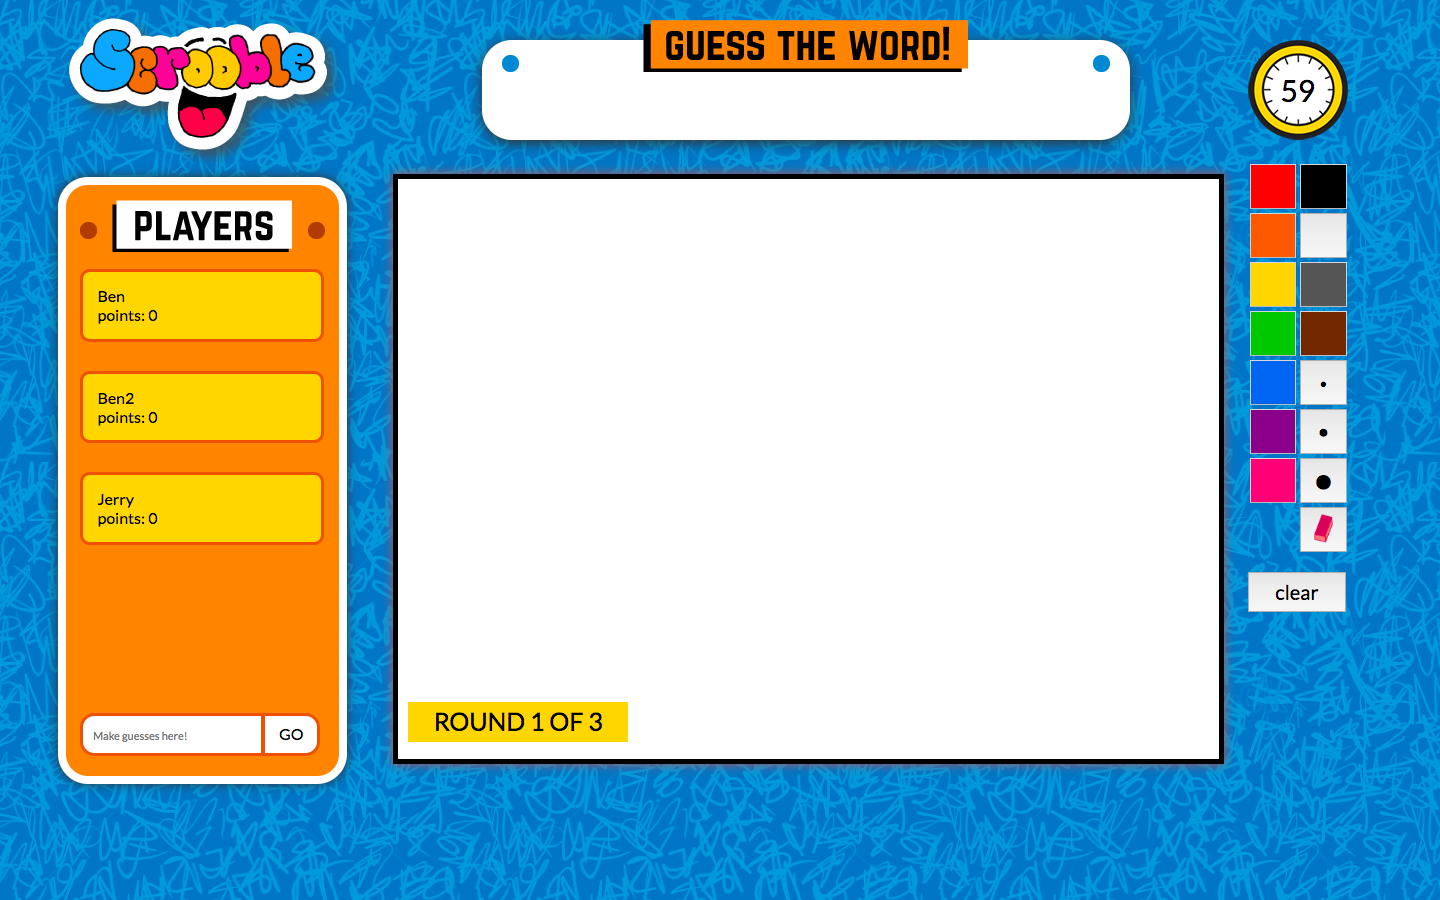 Scrooble
GUESS THE WORD!
59
PLAYERS
Ben
points: 0
Ben2
points: 0
Jerry
points: 0
Make guesses here!
GO
ROUND 1 OF 3
clear